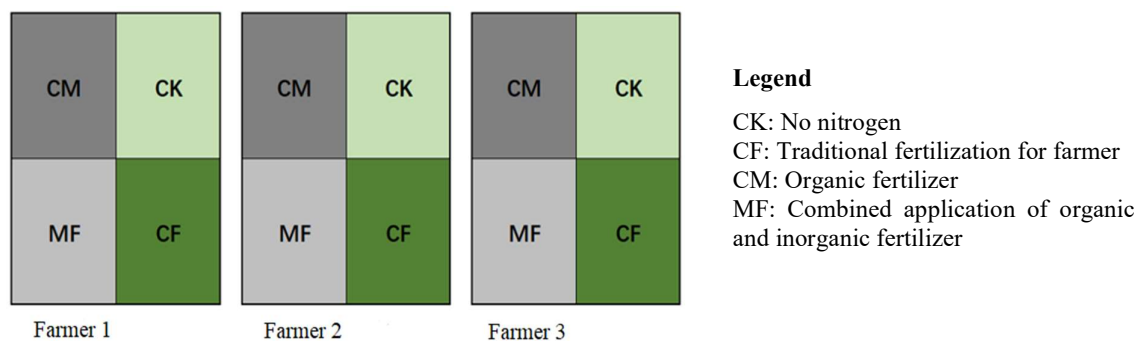 CM CK CM CK CM CK
MF CF MF CF MF CF
Farmer 1 Farmer 2 Farmer 3
Legend
CK: No nitrogen
CF: Traditional fertilization for farmer
CM: Organic fertilizer
MF: Combined application of organic
and inorganic fertilizer